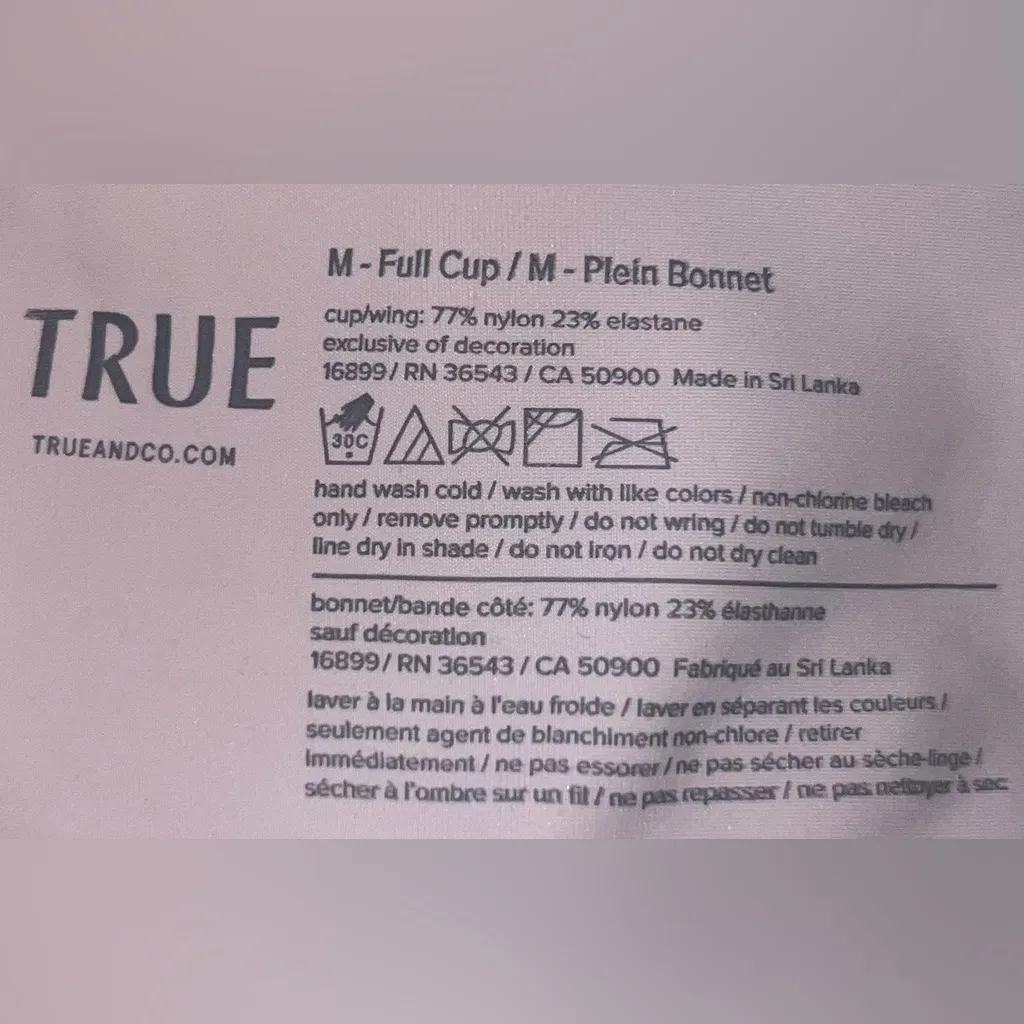 TRUE
TRUEANDCO.COM
M - Full Cup / M - Plein Bonnet
cup/wing: 77% nylon 23% elastane
exclusive of decoration
16899 / RN 36543 / CA 50900 Made in Sri Lanka
30C
hand wash cold / wash with like colors / non-chlorine bleach
only / remove promptly / do not wring / do not tumble dry /
line dry in shade / do not iron / do not dry clean
bonnet/bande côté: 77% nylon 23% élasthanne
sauf décoration
16899 / RN 36543 / CA 50900 Fabriqué au Sri Lanka
laver à la main à l'eau froide / laver en séparant les couleurs /
seulement agent de blanchiment non-chlore / retirer
immédiatement / ne pas essorer / ne pas sécher au sèche-linge /
sécher à l'ombre sur un fil / ne pas repasser / ne pas nettoyer à sec